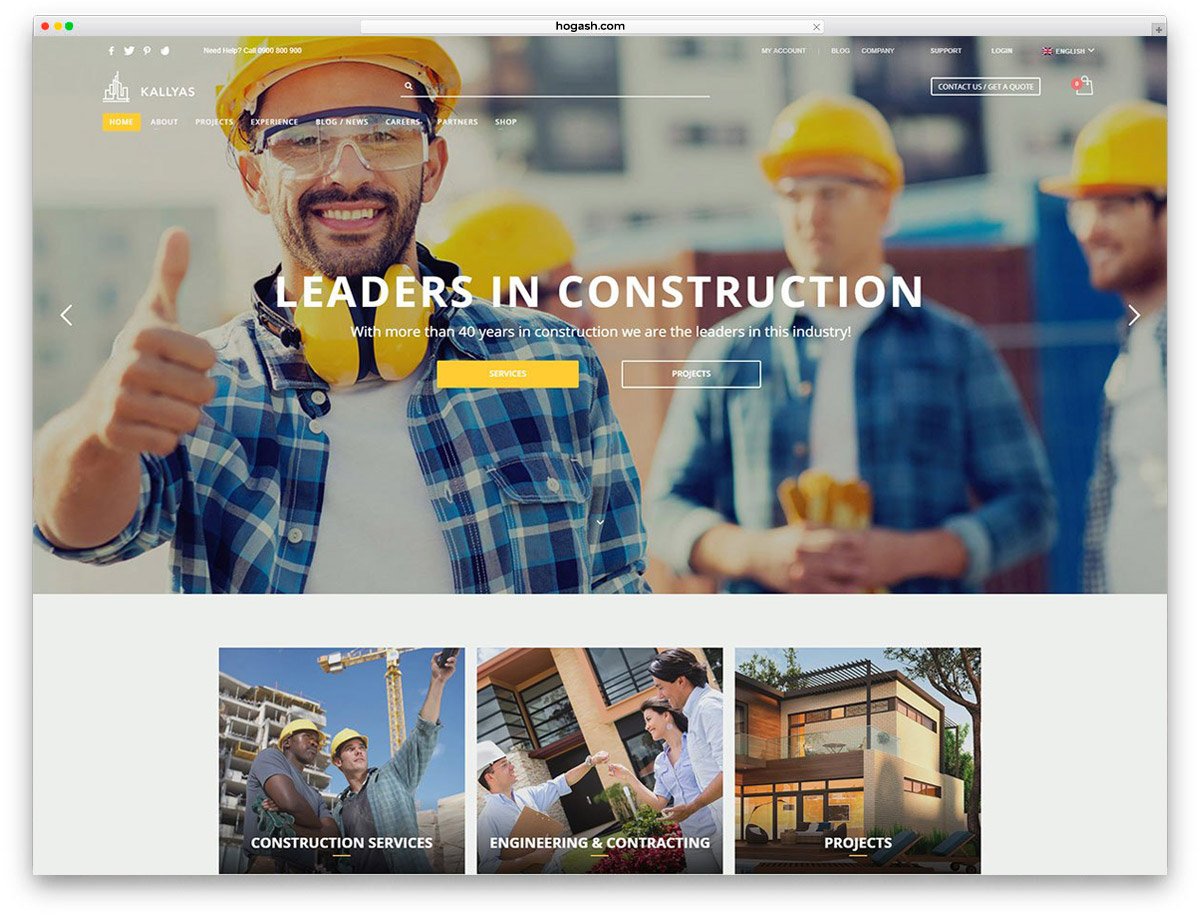 hogash.com
Need Help? Call 0900 800 900
MY ACCOUNT | BLOG COMPANY SUPPORT LOGIN ENGLISH
KALLYAS
CONTACT US / GET A QUOTE
0
HOME ABOUT PROJECTS EXPERIENCE BLOG / NEWS CAREERS PARTNERS SHOP
LEADERS IN CONSTRUCTION
With more than 40 years in construction we are the leaders in this industry!
SERVICES PROJECTS
CONSTRUCTION SERVICES ENGINEERING & CONTRACTING PROJECTS